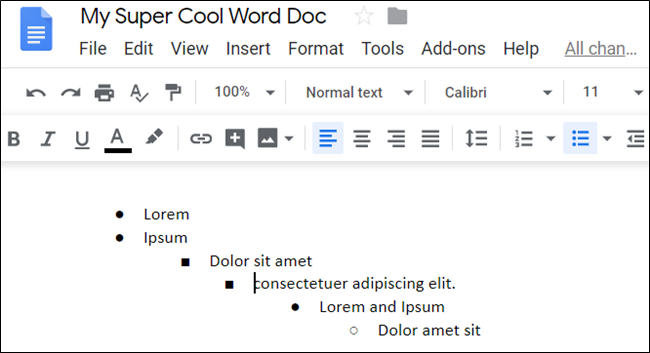 My Super Cool Word Doc
File Edit View Insert Format Tools Add-ons Help All chan...
100% Normal text Calibri 11
B I U A
● Lorem
● Ipsum
■ Dolor sit amet
■ consectetuer adipiscing elit.
● Lorem and Ipsum
○ Dolor amet sit